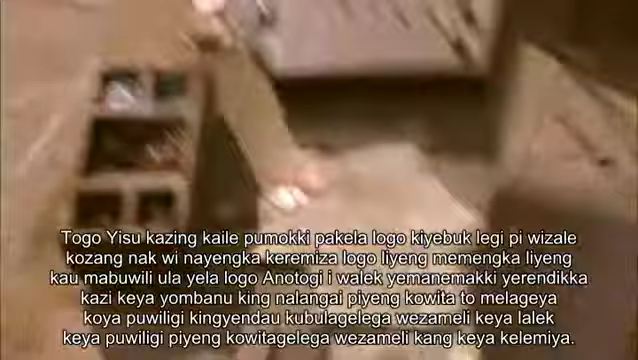 Togo Yisu kazing kaile pumokki pakela logo kiyebuk legi pi wizale
kozang nak wi nayengka keremiza logo liyeng memengka liyeng
kau mabuwili ula yela logo Anotogi i walek yemanemakki yerendikka
kazi keya yombanu king nalangai piyeng kowita to melageya
koya puwiligi kingyendau kubulagelega wezameli keya lalek
keya puwiligi piyeng kowitagelega wezameli kang keya kelemiya.